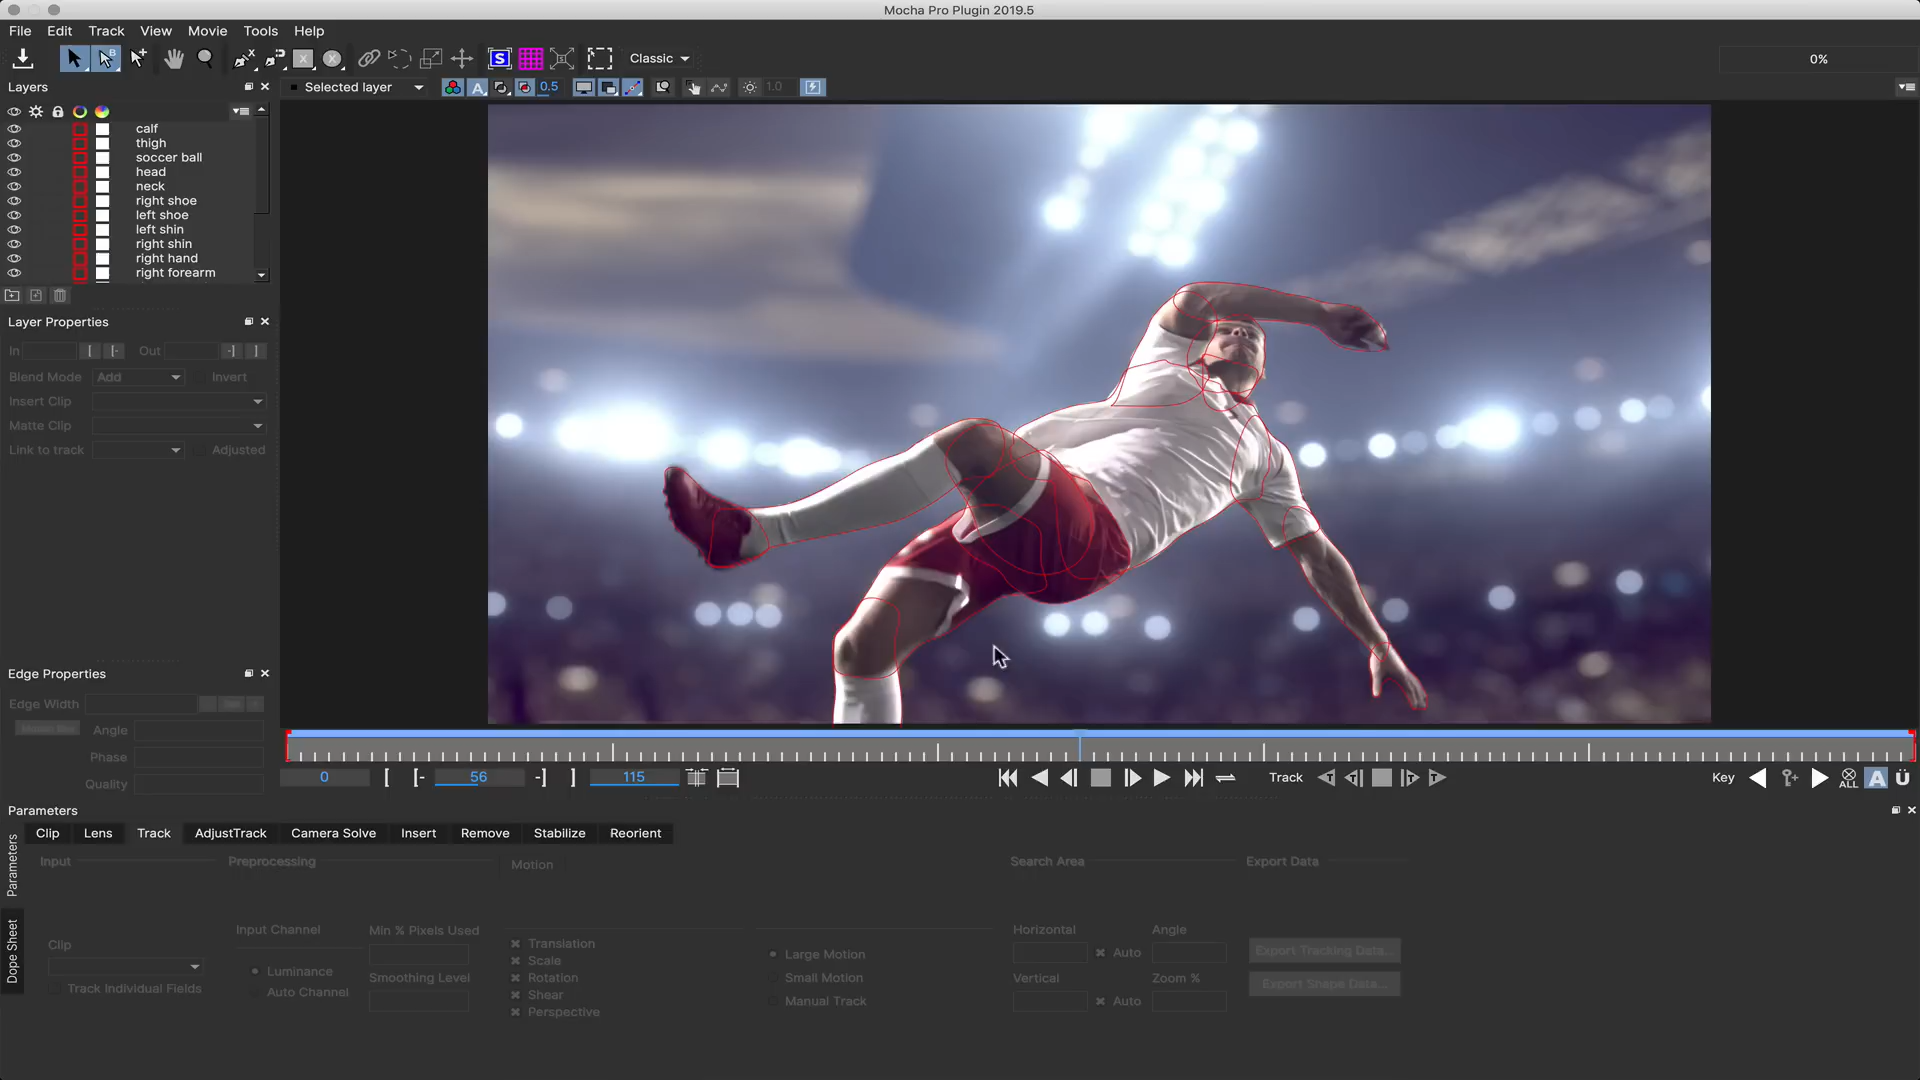 Mocha Pro Plugin 2019.5
File Edit Track View Movie Tools Help
S Classic 0%
Layers Selected layer A 0.5 1.0
calf
thigh
soccer ball
head
neck
right shoe
left shoe
left shin
right shin
right hand
right forearm
Layer Properties
In [ [- Out -] ]
Blend Mode Add Invert
Insert Clip
Matte Clip
Link to track Adjusted
Edge Properties
Edge Width
Angle
Phase
Quality
0 [ [- 56 -] ] 115 Track Key ALL A Ü
Parameters
Clip Lens Track AdjustTrack Camera Solve Insert Remove Stabilize Reorient
Parameters
Dope Sheet
Input Preprocessing Motion Search Area Export Data
Input Channel Min % Pixels Used Horizontal Angle
Clip Translation Large Motion Auto Export Tracking Data...
Luminance Scale
Smoothing Level Rotation Small Motion Vertical Zoom %
Track Individual Fields Auto Channel Shear Export Shape Data...
Perspective Manual Track Auto